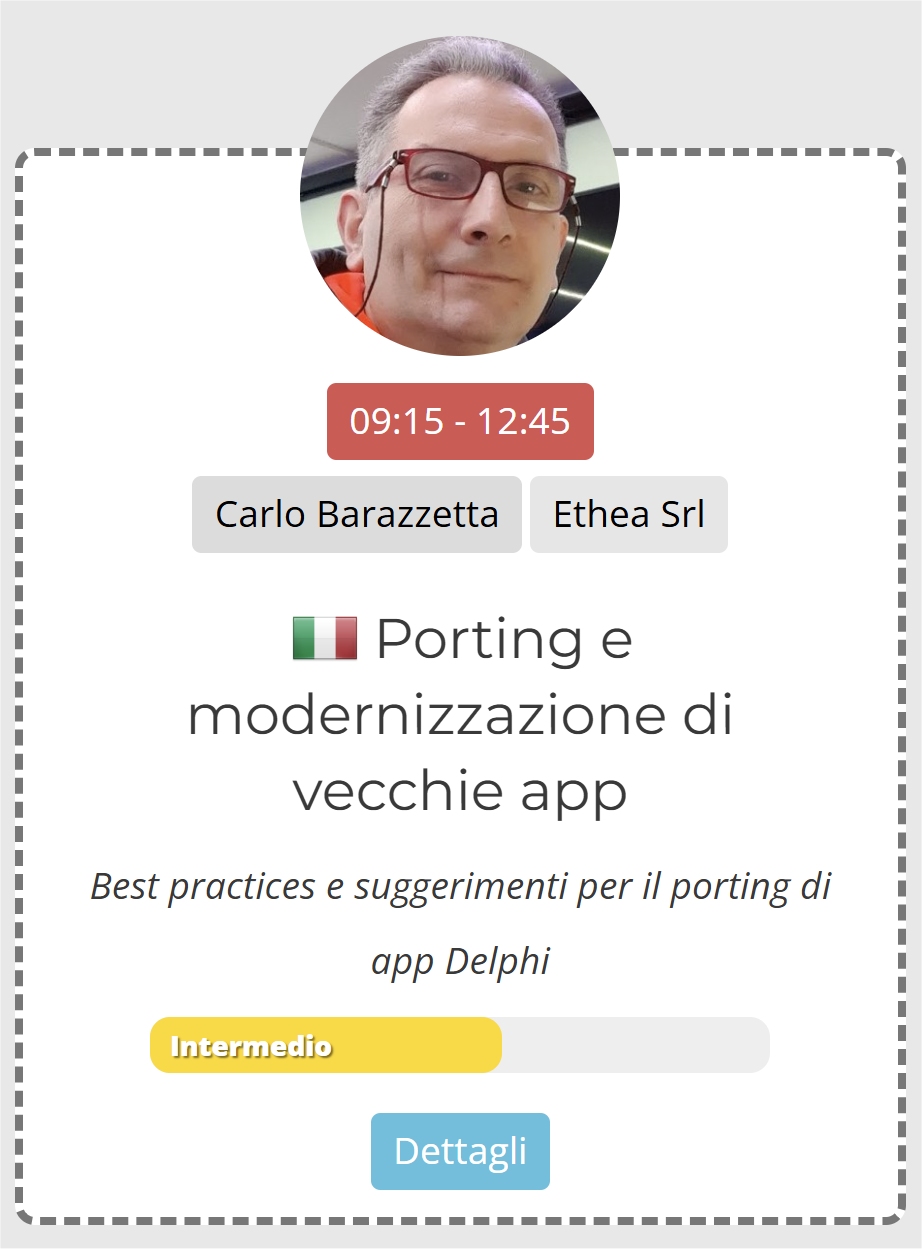 09:15 - 12:45
Carlo Barazzetta Ethea Srl
Porting e
modernizzazione di
vecchie app
Best practices e suggerimenti per il porting di
app Delphi
Intermedio
Dettagli